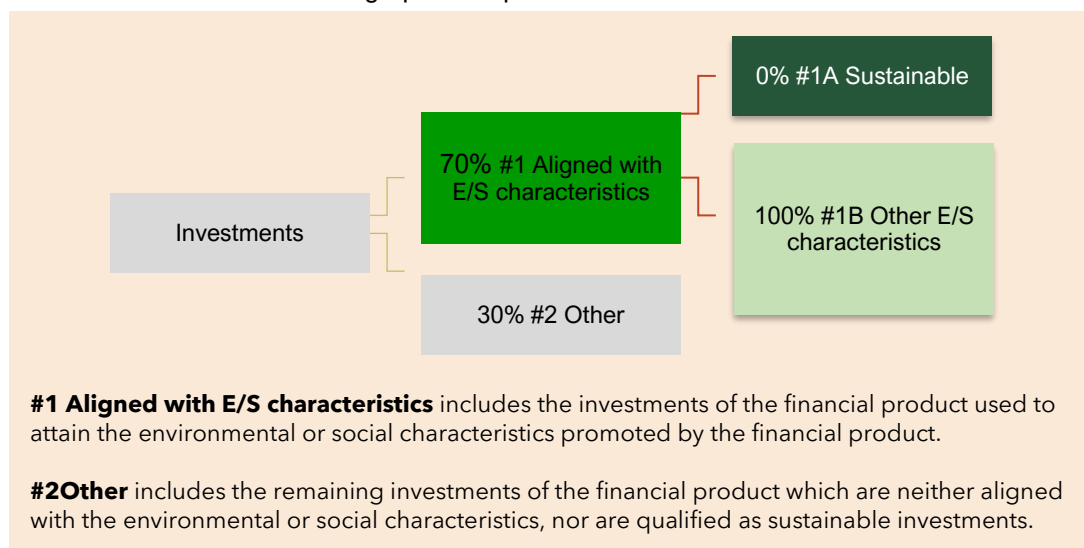 0% #1A Sustainable
70% #1 Aligned with
E/S characteristics
100% #1B Other E/S
characteristics
Investments
30% #2 Other
#1 Aligned with E/S characteristics includes the investments of the financial product used to
attain the environmental or social characteristics promoted by the financial product.
#2Other includes the remaining investments of the financial product which are neither aligned
with the environmental or social characteristics, nor are qualified as sustainable investments.